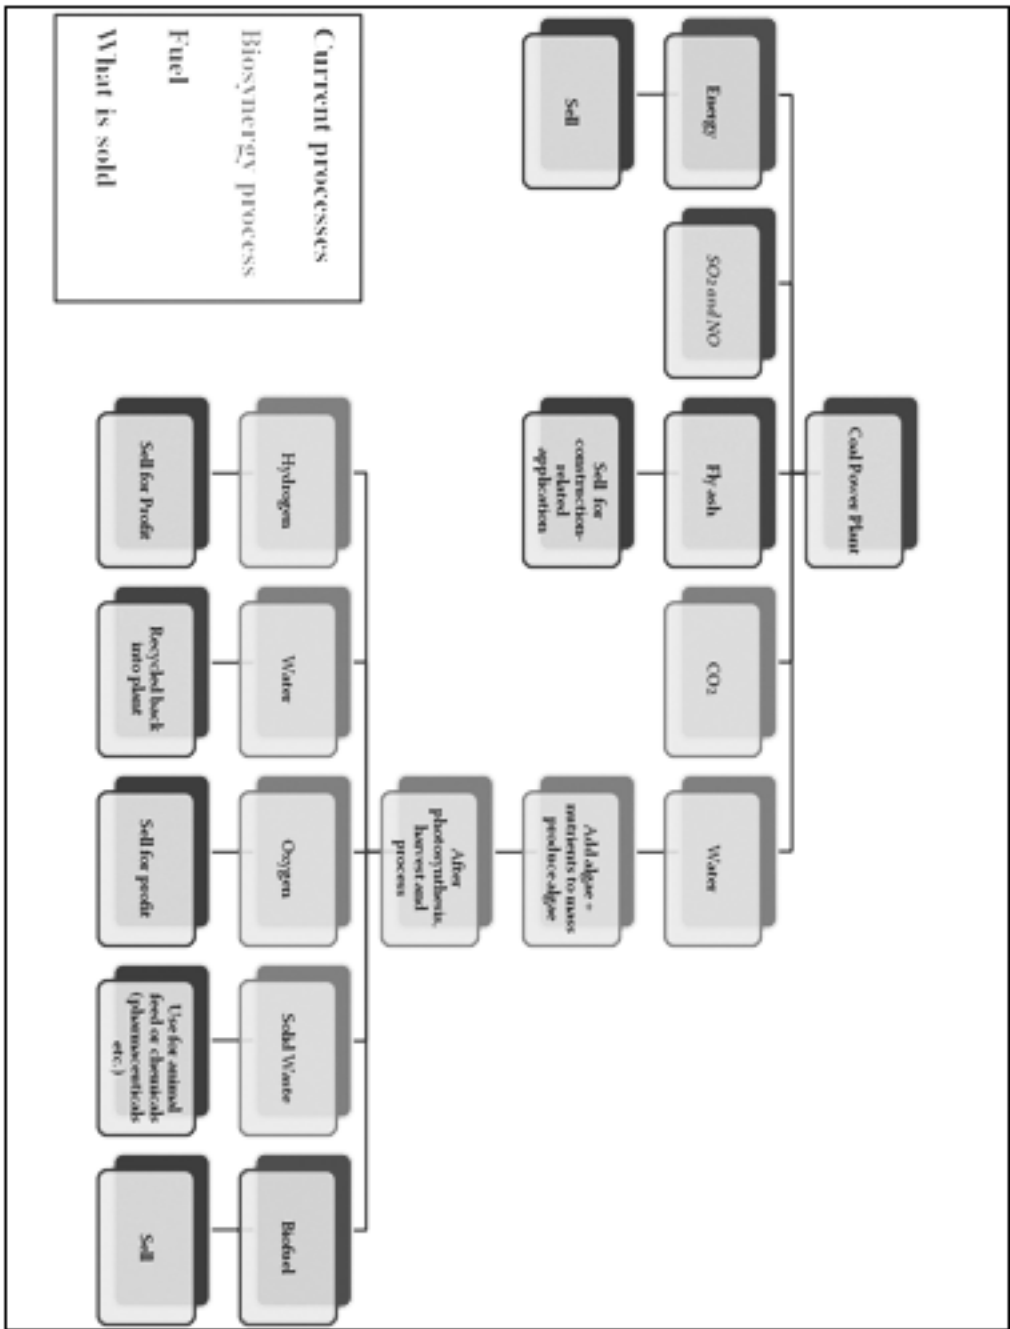 Coal Power Plant
Energy
SO2 and NO
Fly ash
CO2
Water
Sell
Sell for
construction-
related
application
Add algae +
nutrients to mass
produce algae
After
photosynthesis,
harvest and
process
Hydrogen
Water
Oxygen
Solid Waste
Biofuel
Sell for Profit
Recycled back
into plant
Sell for profit
Use for animal
feed or chemicals
(pharmaceuticals
etc.)
Sell
Current processes
Biosynergy process
Fuel
What is sold